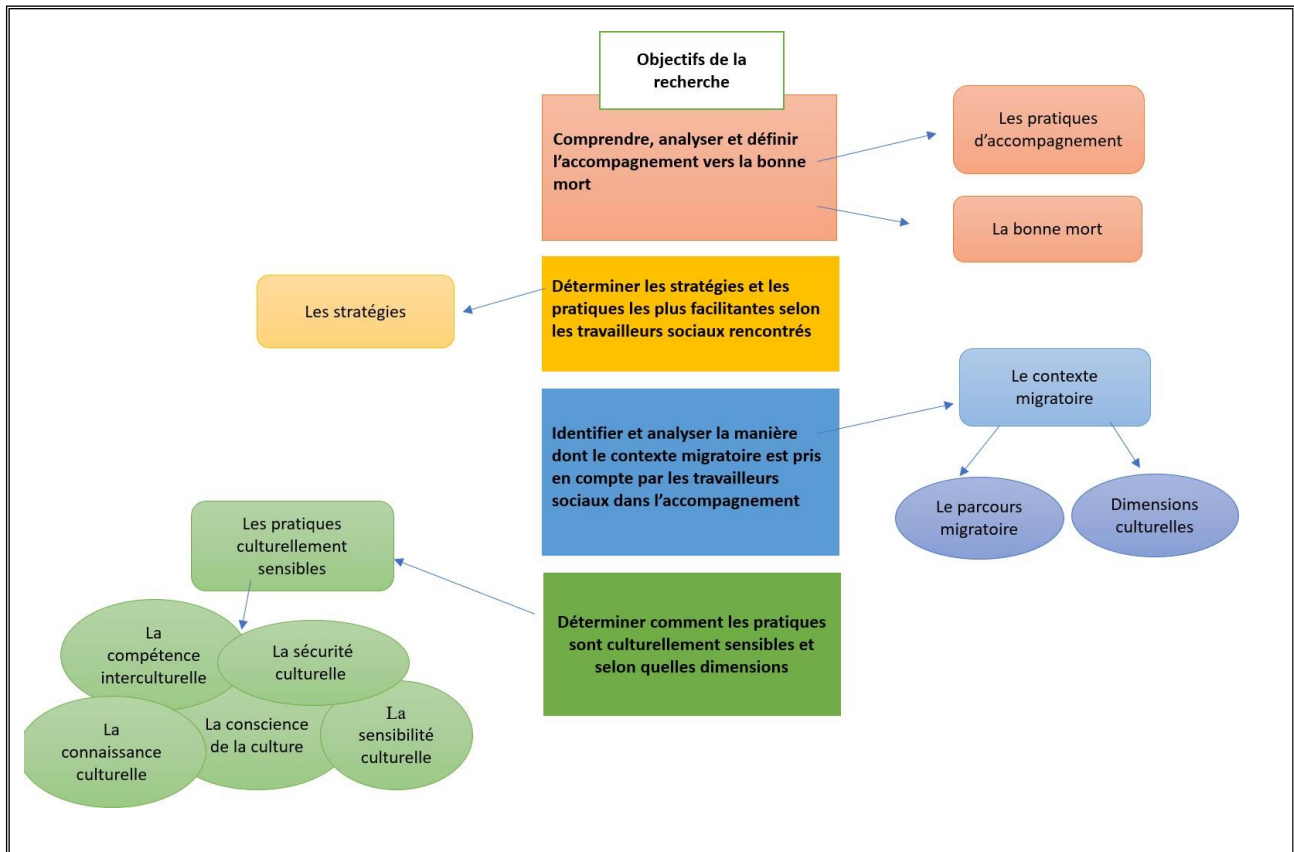 Objectifs de la
recherche
Comprendre, analyser et définir
l’accompagnement vers la bonne
mort
Les pratiques
d’accompagnement
La bonne mort
Les stratégies
Déterminer les stratégies et les
pratiques les plus facilitantes selon
les travailleurs sociaux rencontrés
Le contexte
migratoire
Identifier et analyser la manière
dont le contexte migratoire est pris
en compte par les travailleurs
sociaux dans l’accompagnement
Le parcours
migratoire
Dimensions
culturelles
Les pratiques
culturellement
sensibles
Déterminer comment les pratiques
sont culturellement sensibles et
selon quelles dimensions
La
compétence
interculturelle
La sécurité
culturelle
La
connaissance
culturelle
La conscience
de la culture
La
sensibilité
culturelle